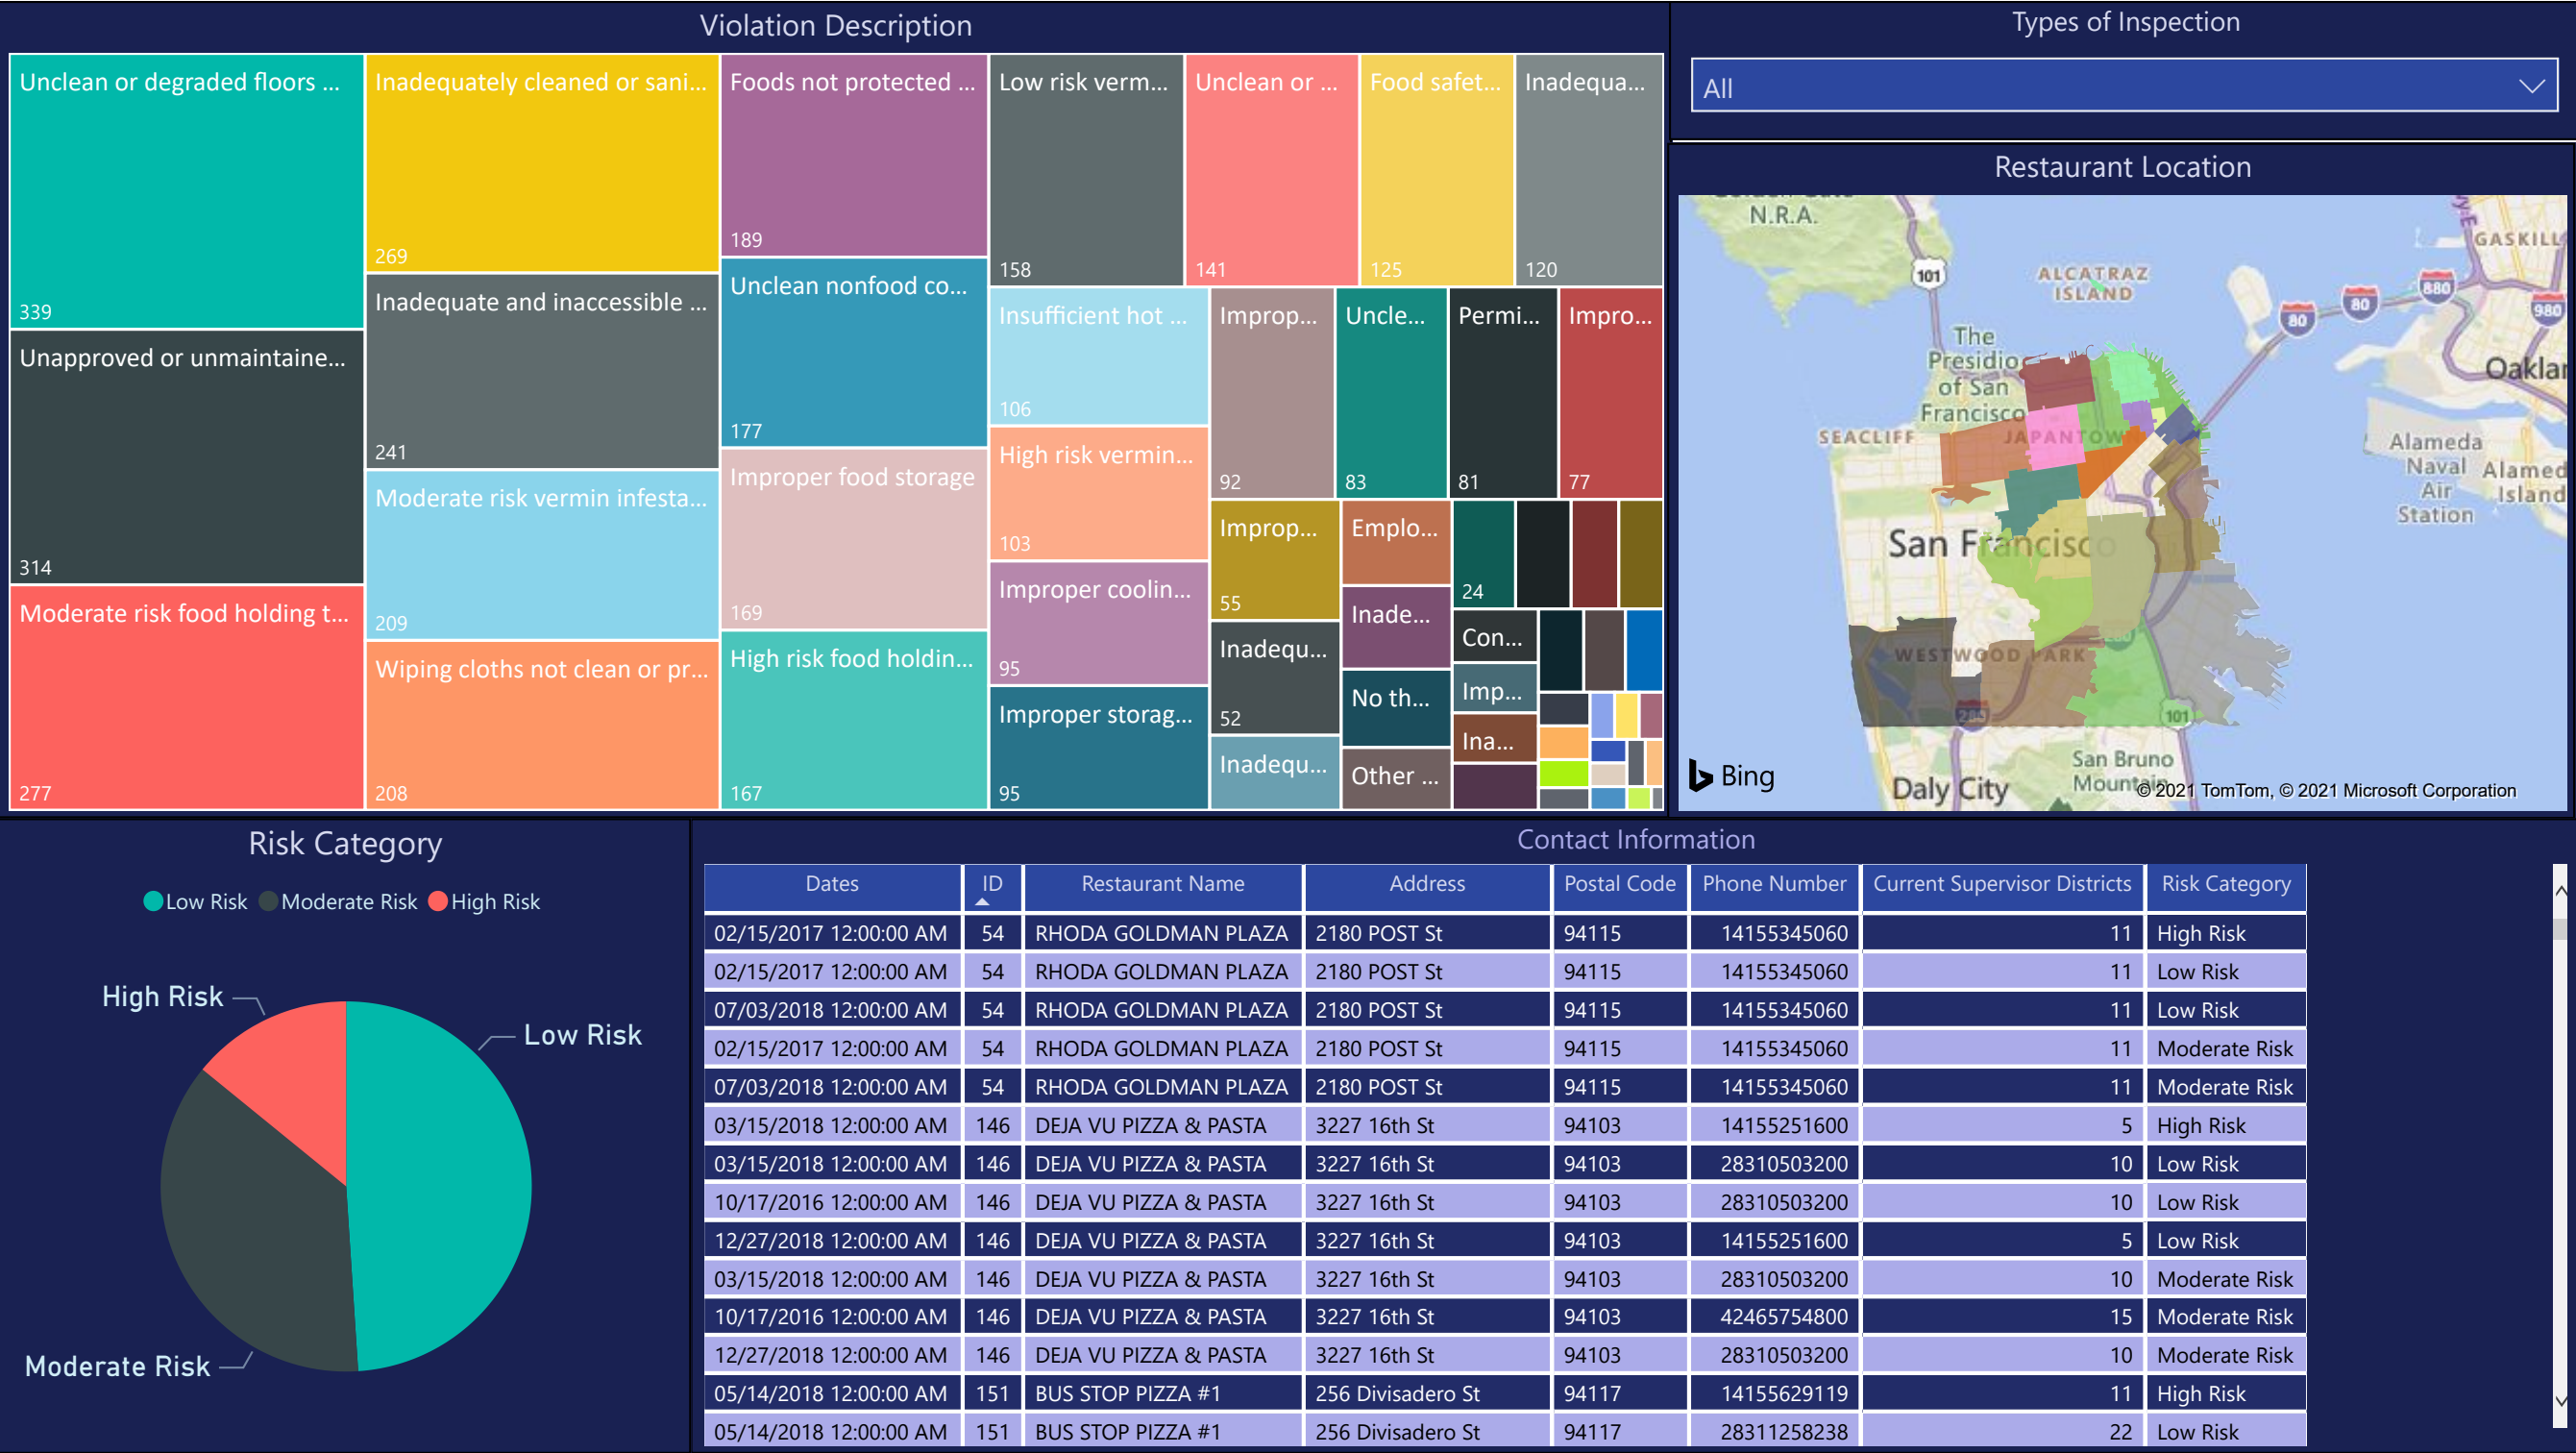 Violation Description
Unclean or degraded floors ...
339
Unapproved or unmaintaine...
314
Moderate risk food holding t...
277
Inadequately cleaned or sani...
269
Inadequate and inaccessible ...
241
Moderate risk vermin infesta...
209
Wiping cloths not clean or pr...
208
Foods not protected ...
189
Unclean nonfood co...
177
Improper food storage
169
High risk food holdin...
167
Low risk verm...
158
Unclean or ...
141
Food safet...
125
Inadequa...
120
Insufficient hot ...
106
High risk vermin...
103
Improper coolin...
95
Improper storag...
95
Improp...
92
Uncle...
83
Permi...
81
Impro...
77
Improp...
55
Inadequ...
52
Inadequ...
Emplo...
Inade...
No th...
Other ...
24
Con...
Imp...
Ina...
Types of Inspection
All
Restaurant Location
N.R.A.
101
ALCATRAZ
ISLAND
GASKILL
880
80
80
980
The
Presidio
of San
Francisco
Oaklan
SEACLIFF
JAPANTOWN
Alameda
Naval
Air
Station
Alamed
Island
San Francisco
WESTWOOD PARK
280
280
101
San Bruno
Mountain
Daly City
Bing
© 2021 TomTom, © 2021 Microsoft Corporation
Risk Category
Low Risk Moderate Risk High Risk
High Risk
Low Risk
Moderate Risk
Contact Information
Dates ID Restaurant Name Address Postal Code Phone Number Current Supervisor Districts Risk Category
02/15/2017 12:00:00 AM 54 RHODA GOLDMAN PLAZA 2180 POST St 94115 14155345060 11 High Risk
02/15/2017 12:00:00 AM 54 RHODA GOLDMAN PLAZA 2180 POST St 94115 14155345060 11 Low Risk
07/03/2018 12:00:00 AM 54 RHODA GOLDMAN PLAZA 2180 POST St 94115 14155345060 11 Low Risk
02/15/2017 12:00:00 AM 54 RHODA GOLDMAN PLAZA 2180 POST St 94115 14155345060 11 Moderate Risk
07/03/2018 12:00:00 AM 54 RHODA GOLDMAN PLAZA 2180 POST St 94115 14155345060 11 Moderate Risk
03/15/2018 12:00:00 AM 146 DEJA VU PIZZA & PASTA 3227 16th St 94103 14155251600 5 High Risk
03/15/2018 12:00:00 AM 146 DEJA VU PIZZA & PASTA 3227 16th St 94103 28310503200 10 Low Risk
10/17/2016 12:00:00 AM 146 DEJA VU PIZZA & PASTA 3227 16th St 94103 28310503200 10 Low Risk
12/27/2018 12:00:00 AM 146 DEJA VU PIZZA & PASTA 3227 16th St 94103 14155251600 5 Low Risk
03/15/2018 12:00:00 AM 146 DEJA VU PIZZA & PASTA 3227 16th St 94103 28310503200 10 Moderate Risk
10/17/2016 12:00:00 AM 146 DEJA VU PIZZA & PASTA 3227 16th St 94103 42465754800 15 Moderate Risk
12/27/2018 12:00:00 AM 146 DEJA VU PIZZA & PASTA 3227 16th St 94103 28310503200 10 Moderate Risk
05/14/2018 12:00:00 AM 151 BUS STOP PIZZA #1 256 Divisadero St 94117 14155629119 11 High Risk
05/14/2018 12:00:00 AM 151 BUS STOP PIZZA #1 256 Divisadero St 94117 28311258238 22 Low Risk